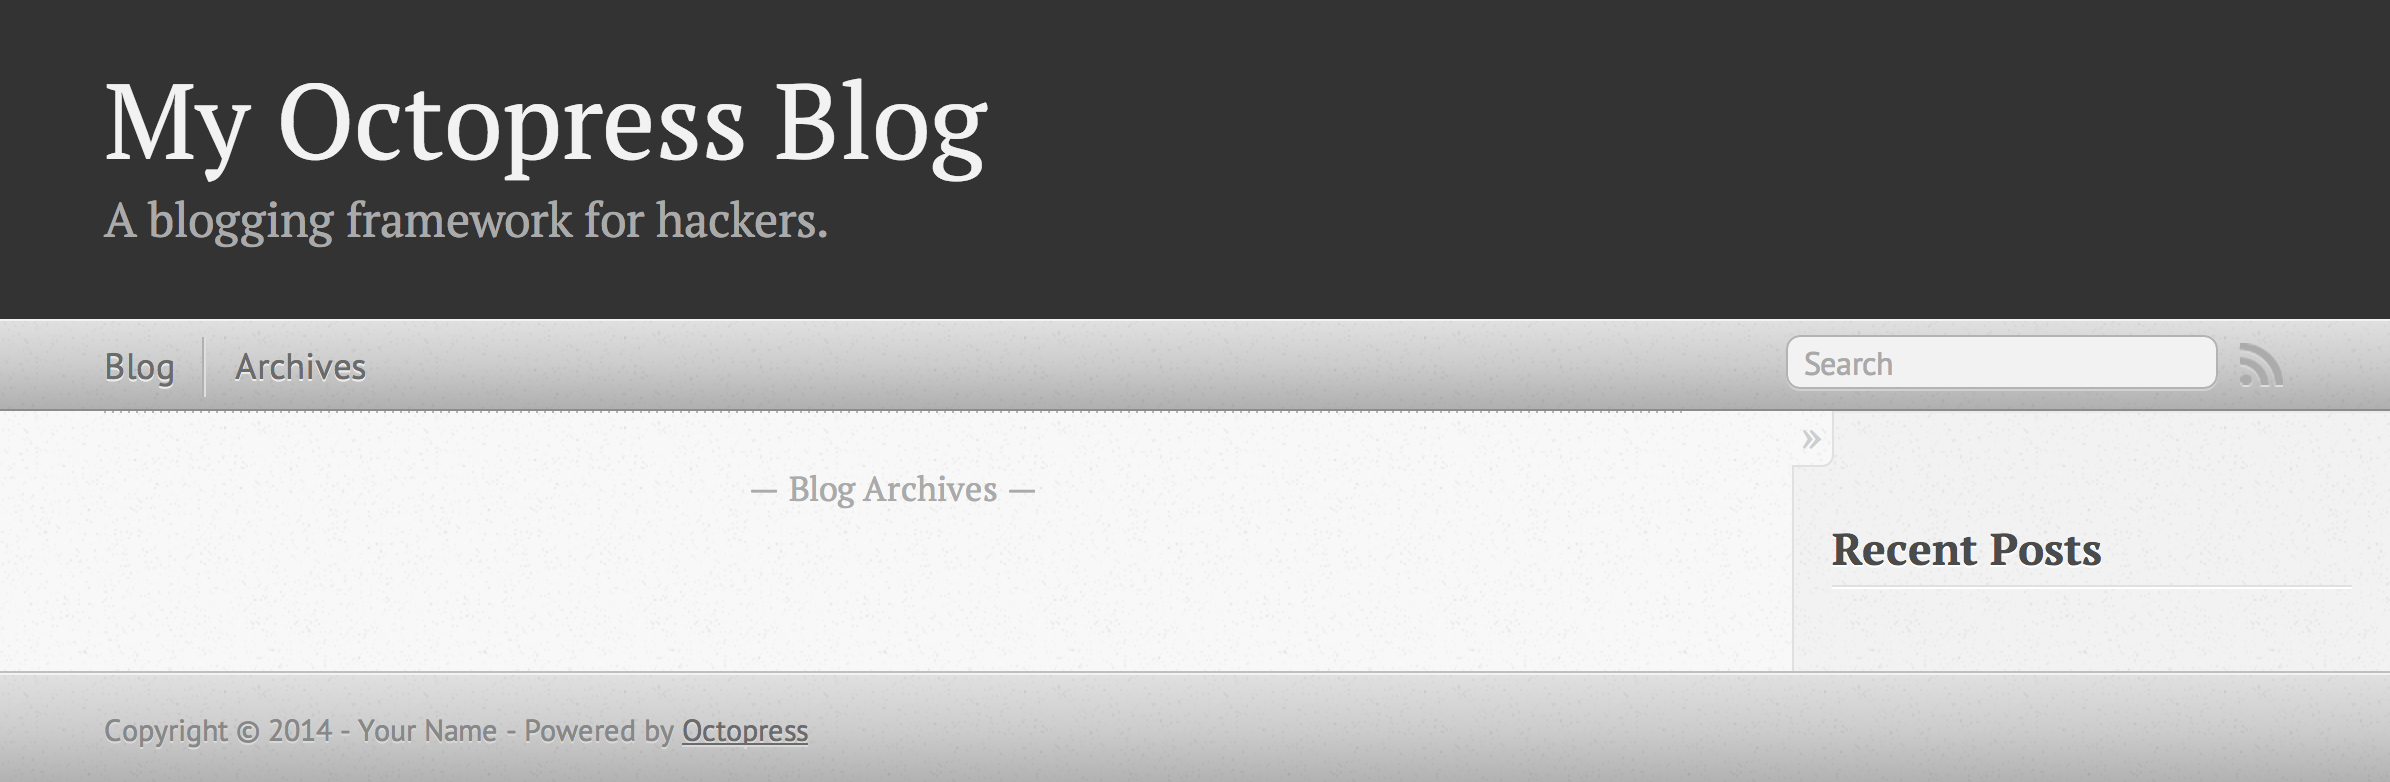 My Octopress Blog
A blogging framework for hackers.
Blog Archives Search
»
— Blog Archives —
Recent Posts
Copyright © 2014 - Your Name - Powered by Octopress